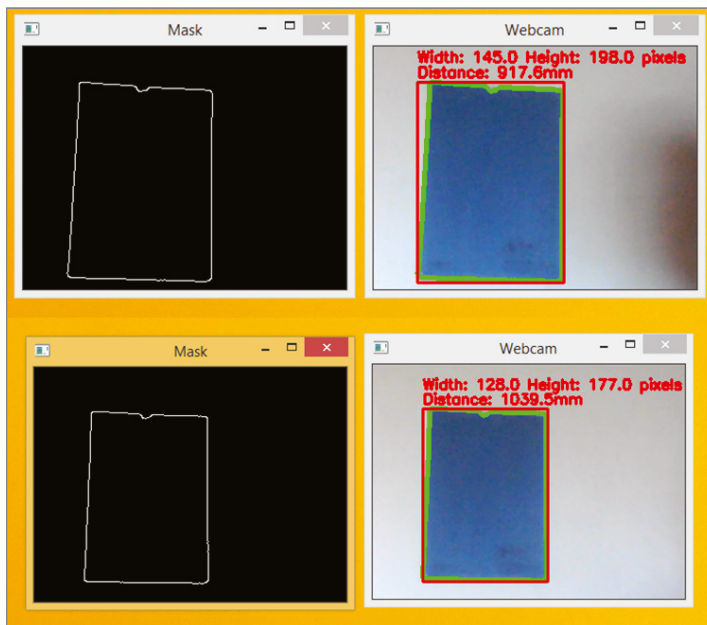 Mask
Webcam
Width: 145.0 Height: 198.0 pixels
Distance: 917.6mm
Mask
Webcam
Width: 128.0 Height: 177.0 pixels
Distance: 1039.5mm